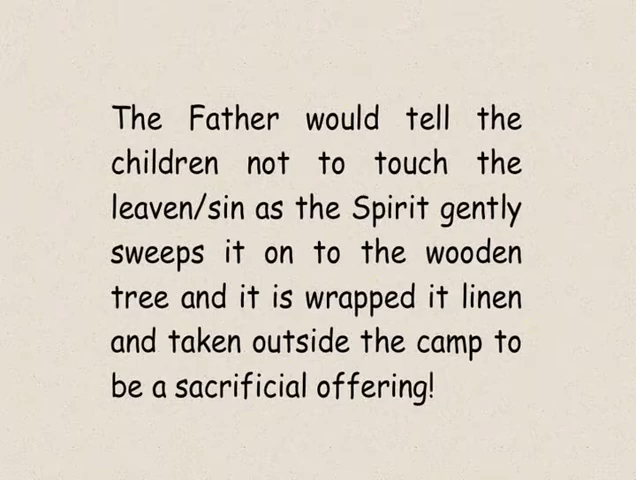 The Father would tell the
children not to touch the
leaven/sin as the Spirit gently
sweeps it on to the wooden
tree and it is wrapped it linen
and taken outside the camp to
be a sacrificial offering!